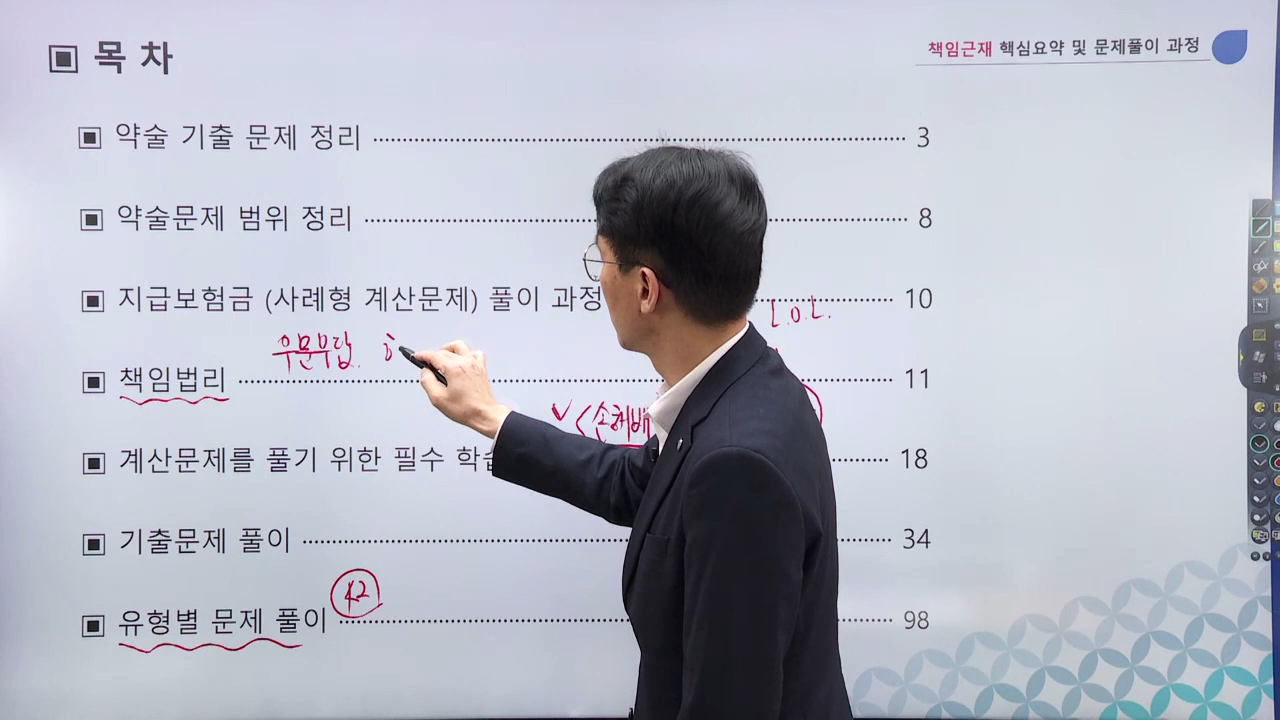 목 차
책임근재 핵심요약 및 문제풀이 과정
약술 기출 문제 정리 3
약술문제 범위 정리 8
지급보험금 (사례형 계산문제) 풀이 과정 10
L.O.L.
우문무답.
책임법리 11
손해배
계산문제를 풀기 위한 필수 학습 18
기출문제 풀이 34
42
유형별 문제 풀이 98